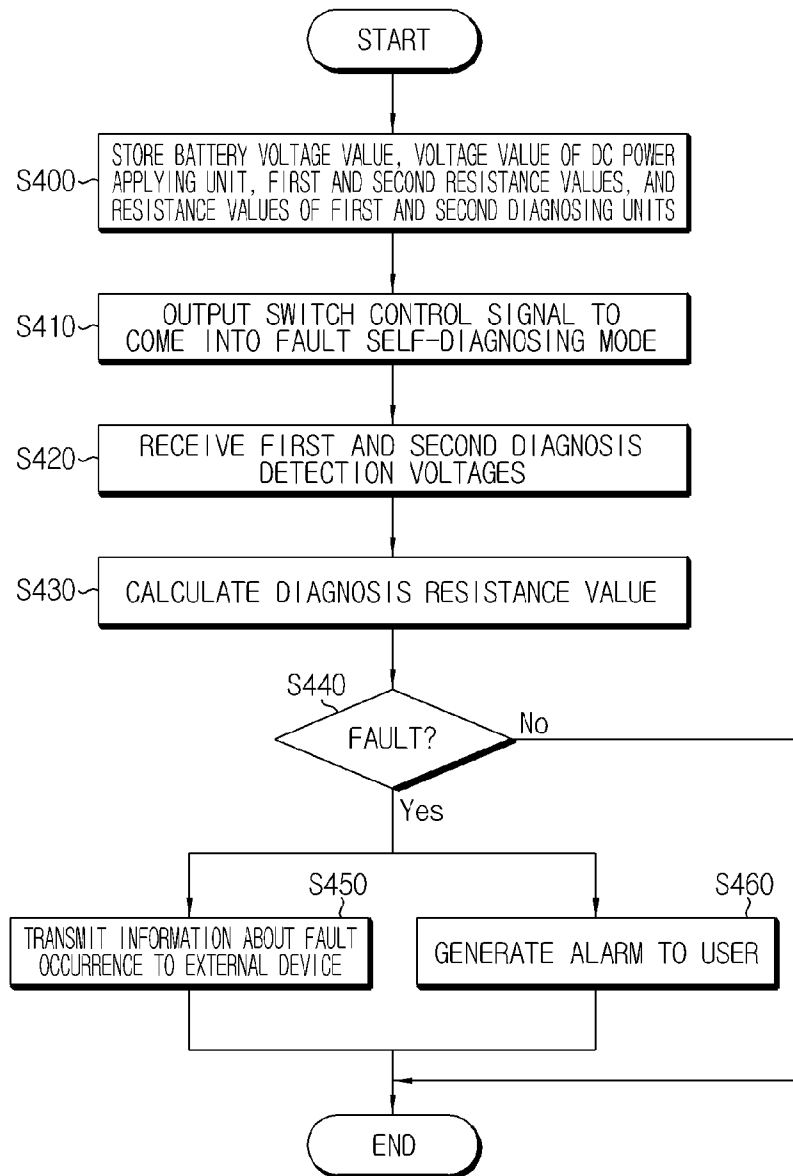 START
S400
STORE BATTERY VOLTAGE VALUE, VOLTAGE VALUE OF DC POWER
APPLYING UNIT, FIRST AND SECOND RESISTANCE VALUES, AND
RESISTANCE VALUES OF FIRST AND SECOND DIAGNOSING UNITS
S410
OUTPUT SWITCH CONTROL SIGNAL TO
COME INTO FAULT SELF-DIAGNOSING MODE
S420
RECEIVE FIRST AND SECOND DIAGNOSIS
DETECTION VOLTAGES
S430
CALCULATE DIAGNOSIS RESISTANCE VALUE
S440
FAULT?
No
Yes
S450
TRANSMIT INFORMATION ABOUT FAULT
OCCURRENCE TO EXTERNAL DEVICE
S460
GENERATE ALARM TO USER
END